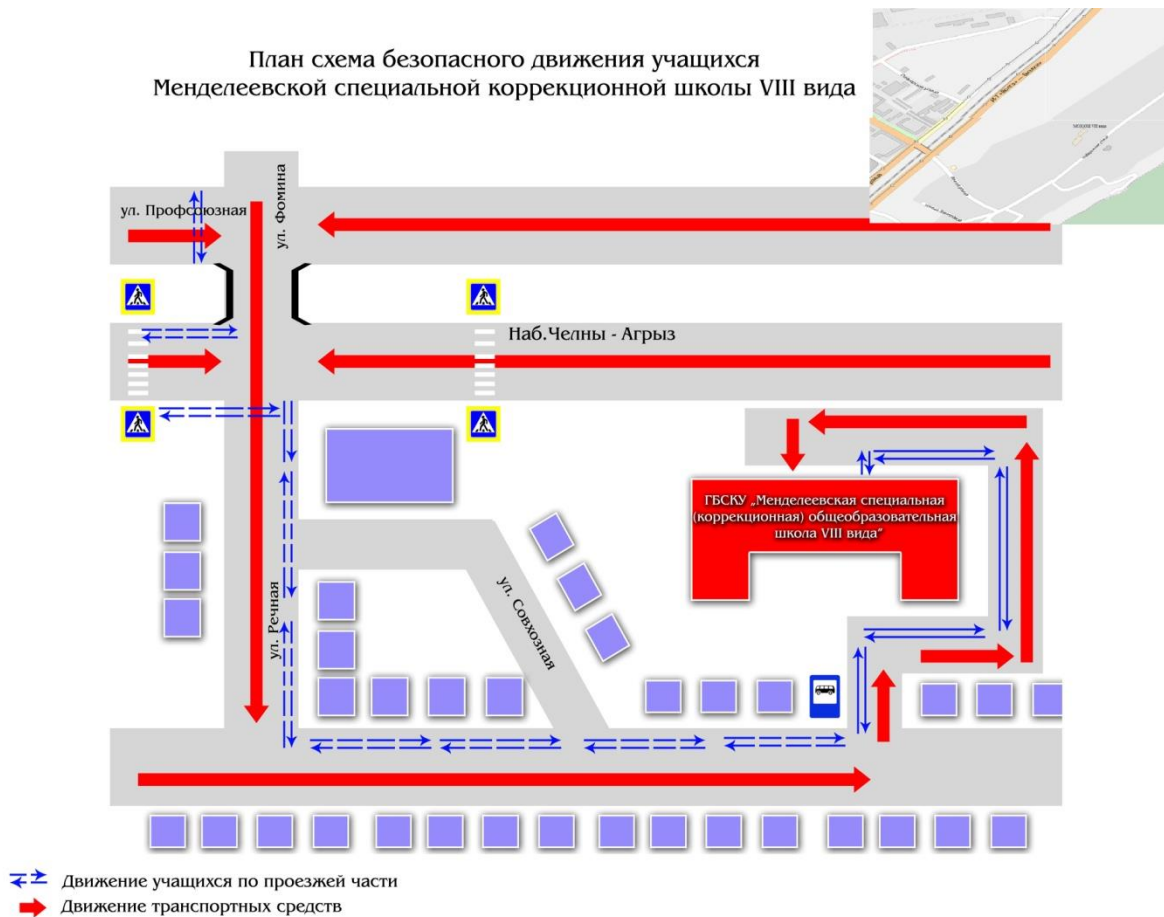 План схема безопасного движения учащихся
Менделеевской специальной коррекционной школы VIII вида
ул. Профсоюзная
ул. Фомина
Наб.Челны - Агрыз
ГБСКУ „Менделеевская специальная
(коррекционная) общеобразовательная
школа VIII вида“
ул. Речная
ул. Совхозная
Движение учащихся по проезжей части
Движение транспортных средств